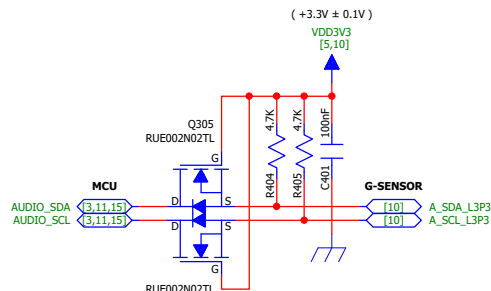 ( +3.3V ± 0.1V )
VDD3V3
[5,10]
Q305
RUE002N02TL
4.7K
4.7K
100nF
G
R404
R405
C401
MCU
G-SENSOR
D
S
AUDIO_SDA
[3,11,15]
[10]
A_SDA_L3P3
AUDIO_SCL
[3,11,15]
[10]
A_SCL_L3P3
D
S
G
RUE002N02TL